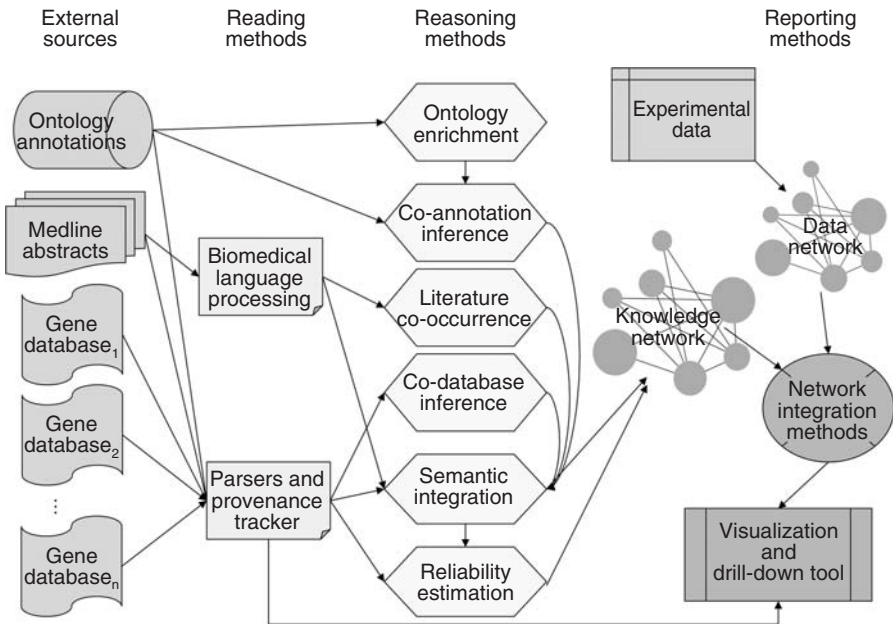 External sources
Reading methods
Reasoning methods
Reporting methods
Ontology annotations
Medline abstracts
Gene database1
Gene database2
⋮
Gene databasen
Biomedical language processing
Parsers and provenance tracker
Ontology enrichment
Co-annotation inference
Literature co-occurrence
Co-database inference
Semantic integration
Reliability estimation
Experimental data
Data network
Knowledge network
Network integration methods
Visualization and drill-down tool